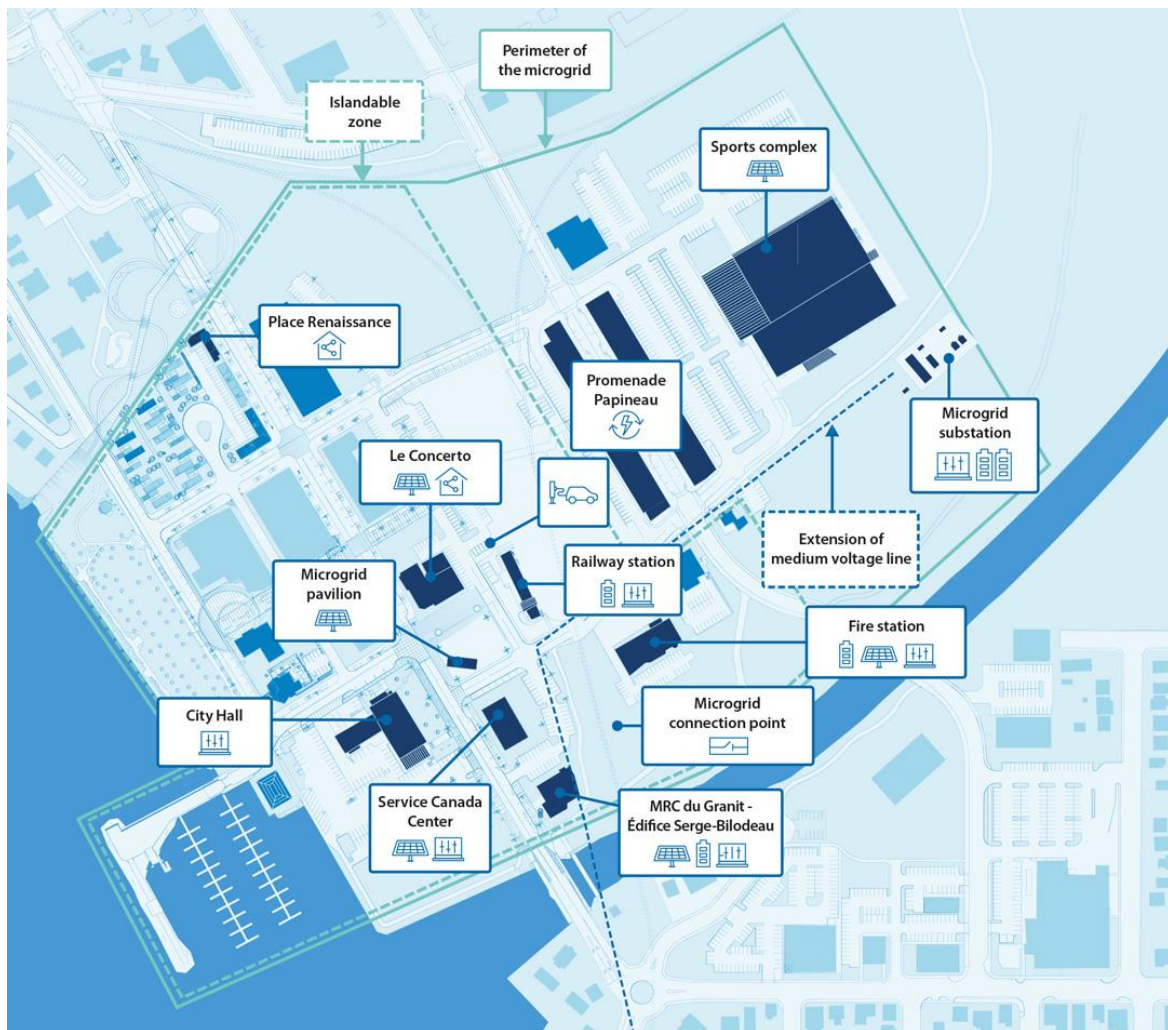 Perimeter of
the microgrid
Islandable
zone
Sports complex
Place Renaissance
Promenade
Papineau
Microgrid
substation
Le Concerto
Extension of
medium voltage line
Railway station
Microgrid
pavilion
Fire station
Microgrid
connection point
City Hall
Service Canada
Center
MRC du Granit -
Édifice Serge-Bilodeau